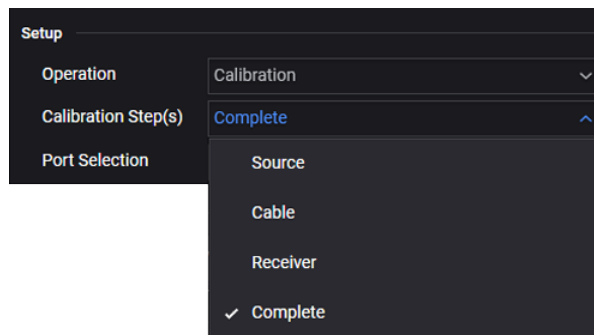 Setup
Operation Calibration
Calibration Step(s) Complete
Port Selection
Source
Cable
Receiver
Complete